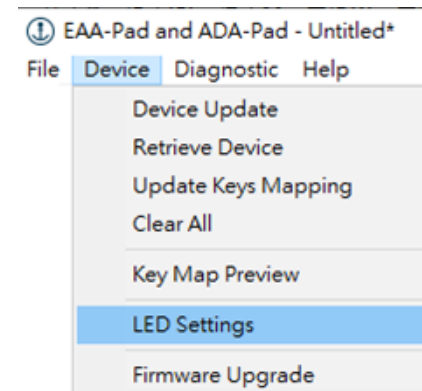 EAA-Pad and ADA-Pad - Untitled*
File Device Diagnostic Help
Device Update
Retrieve Device
Update Keys Mapping
Clear All
Key Map Preview
LED Settings
Firmware Upgrade